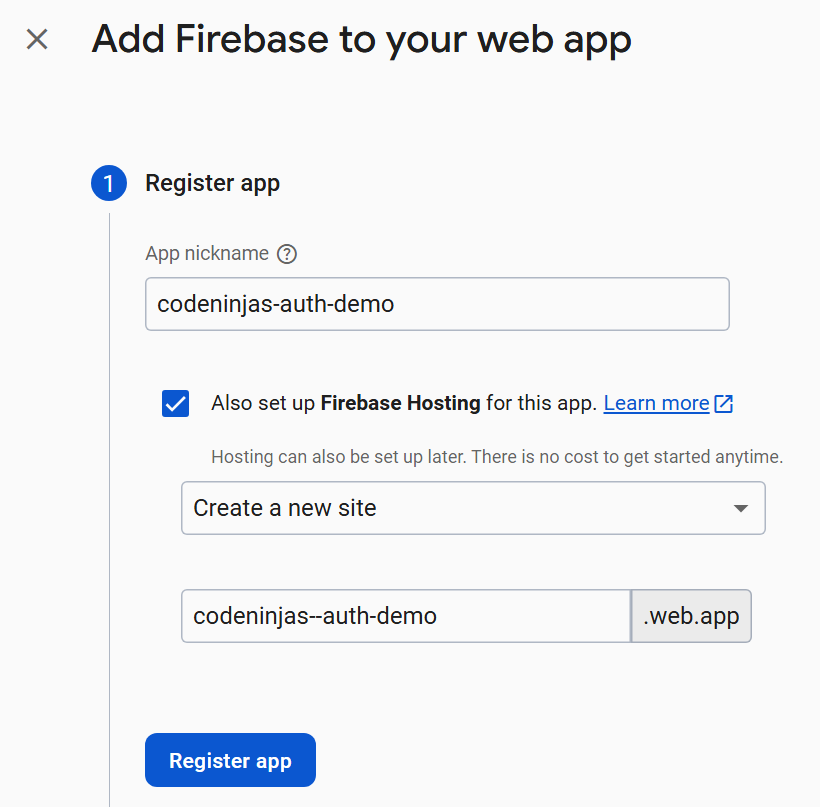 Add Firebase to your web app
1 Register app
App nickname
codeninjas-auth-demo
Also set up Firebase Hosting for this app. Learn more
Hosting can also be set up later. There is no cost to get started anytime.
Create a new site
codeninjas--auth-demo .web.app
Register app